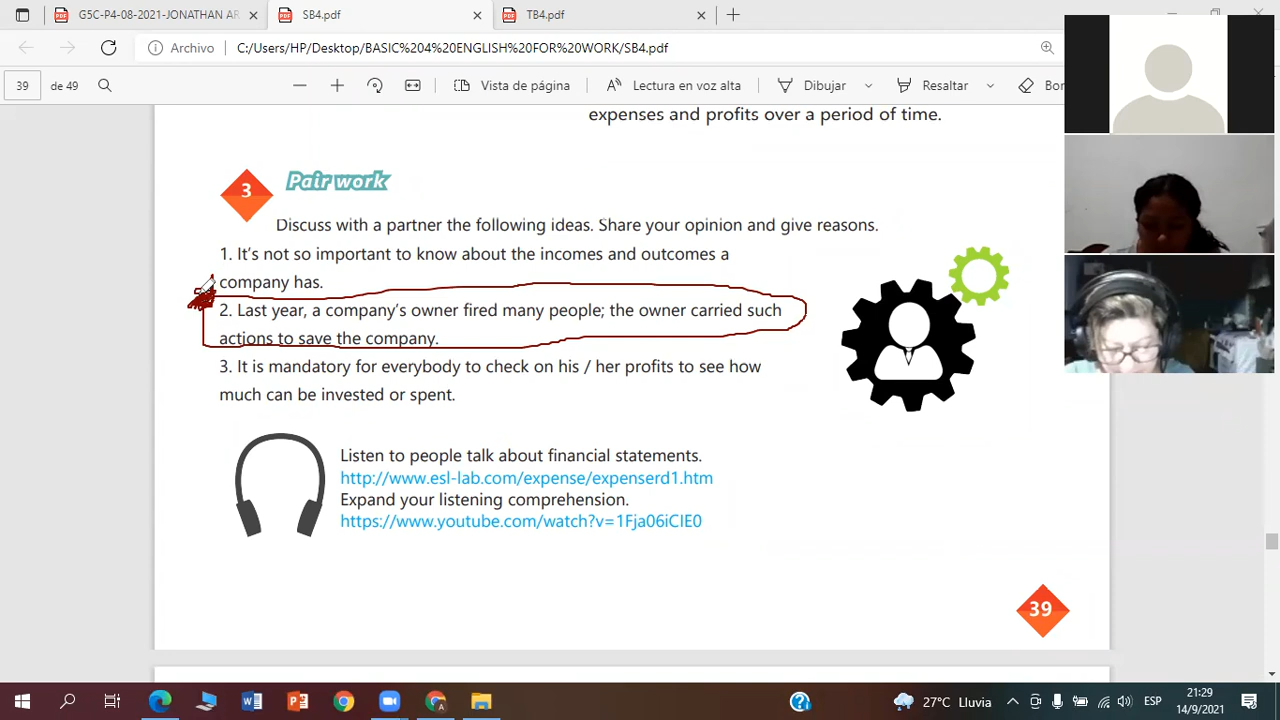 G5C-P4-08-2021-JONATHAN AR
SB4.pdf
TB4.pdf
Archivo
C:/Users/HP/Desktop/BASIC%204%20ENGLISH%20FOR%20WORK/SB4.pdf
39 de 49
Vista de página
Lectura en voz alta
Dibujar
Resaltar
expenses and profits over a period of time.
3 Pair work
Discuss with a partner the following ideas. Share your opinion and give reasons.
1. It's not so important to know about the incomes and outcomes a
company has.
2. Last year, a company's owner fired many people; the owner carried such
actions to save the company.
3. It is mandatory for everybody to check on his / her profits to see how
much can be invested or spent.
Listen to people talk about financial statements.
http://www.esl-lab.com/expense/expenserd1.htm
Expand your listening comprehension.
https://www.youtube.com/watch?v=1Fja06iCIE0
39
27°C Lluvia
ESP
21:29
14/9/2021